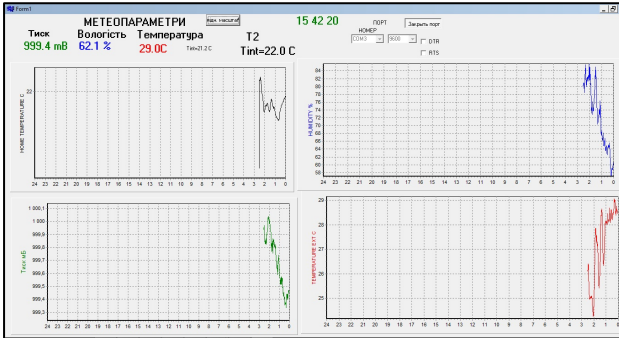 Form1
МЕТЕОПАРАМЕТРИ
15 42 20
ПОРТ
Закрыть порт
НОМЕР
COM3
9600
DTR
RTS
Тиск
Вологість
Температура
T2
999.4 mB
62.1 %
29.0C
Tint=21.2 C
Tint=22.0 C
HOME TEMPERATURE C
22
24 23 22 21 20 19 18 17 16 15 14 13 12 11 10 9 8 7 6 5 4 3 2 1 0
HUMIDITY %
84
82
80
78
76
74
72
70
68
66
64
62
60
58
24 23 22 21 20 19 18 17 16 15 14 13 12 11 10 9 8 7 6 5 4 3 2 1 0
Тиск мБ
1 000,1
1 000
999,9
999,8
999,7
999,6
999,5
999,4
999,3
24 23 22 21 20 19 18 17 16 15 14 13 12 11 10 9 8 7 6 5 4 3 2 1 0
TEMPERATURE EXT C
29
28
27
26
25
24 23 22 21 20 19 18 17 16 15 14 13 12 11 10 9 8 7 6 5 4 3 2 1 0